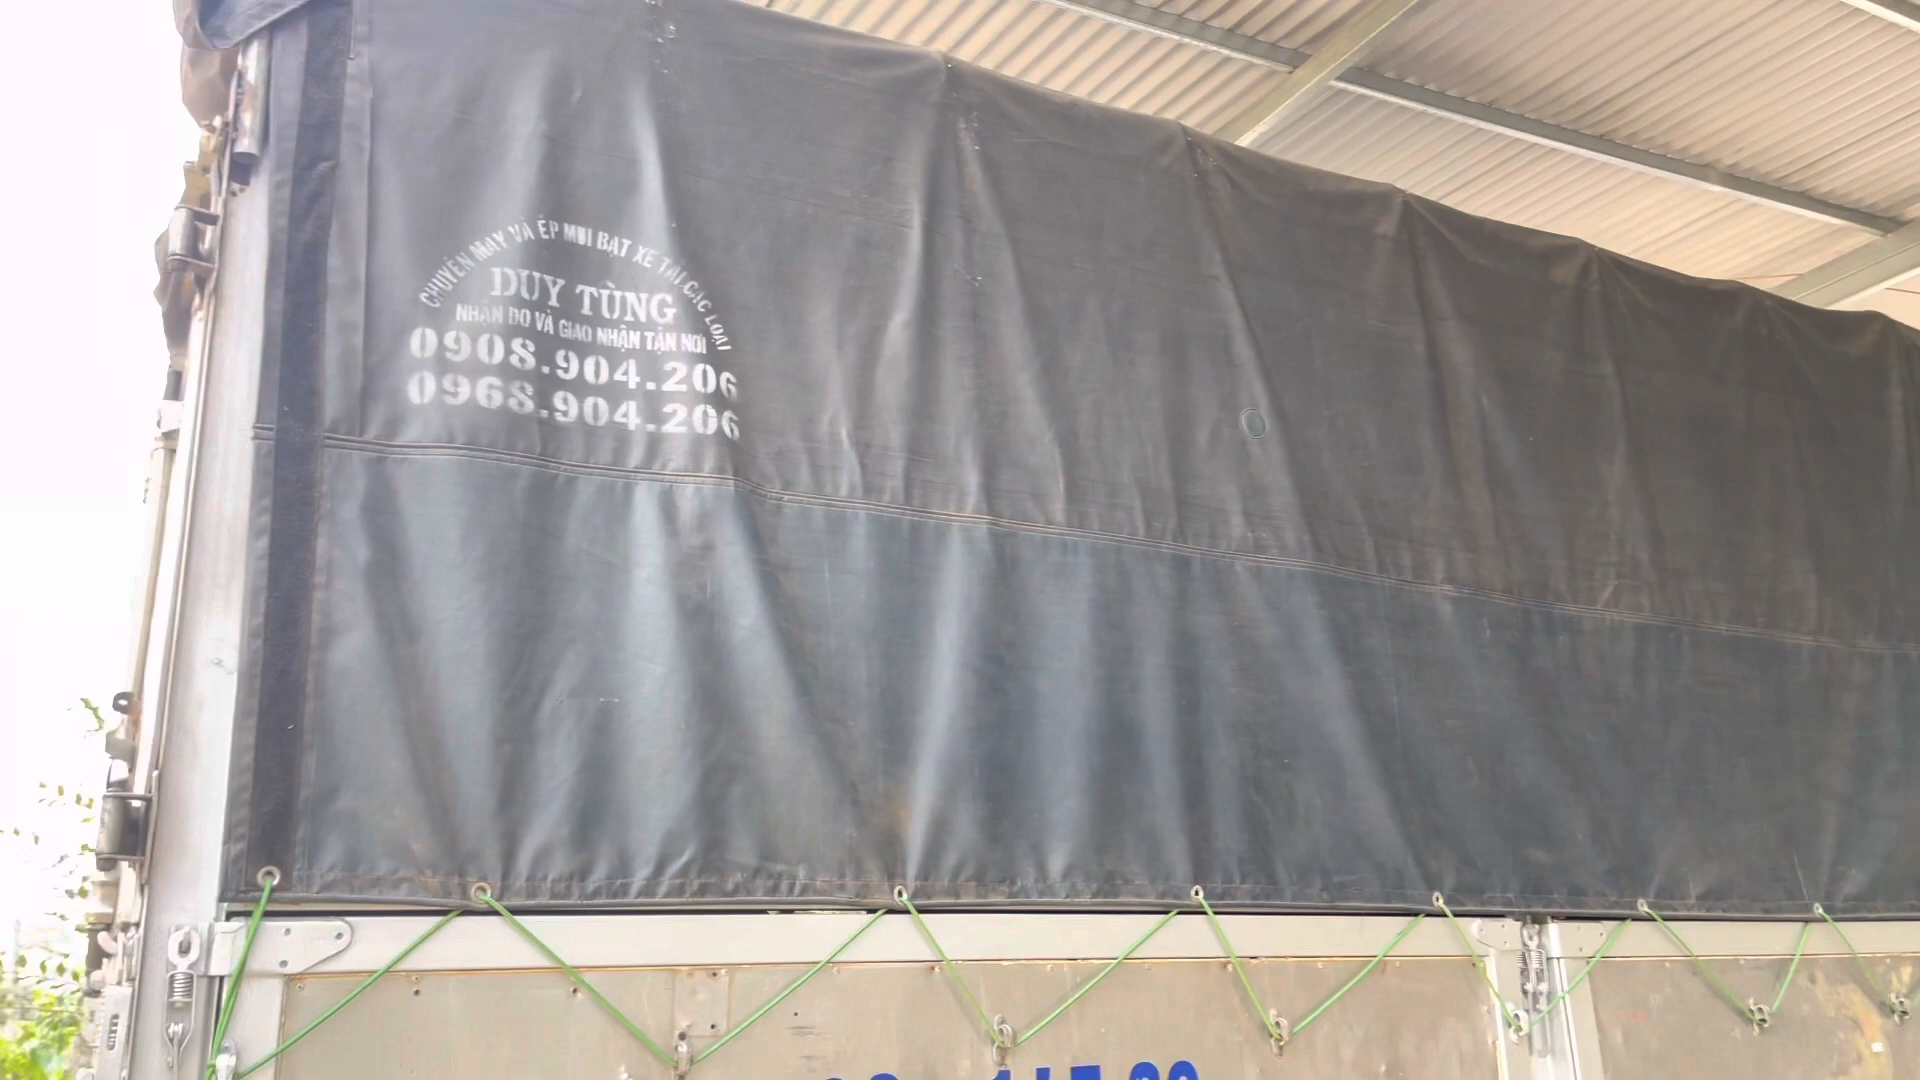 CHUYÊN MAY VÀ ÉP MUI BẠT XE TẢI CÁC LOẠI
DUY TÙNG
NHẬN ĐO VÀ GIAO NHẬN TẬN NƠI
0908.904.206
0968.904.206